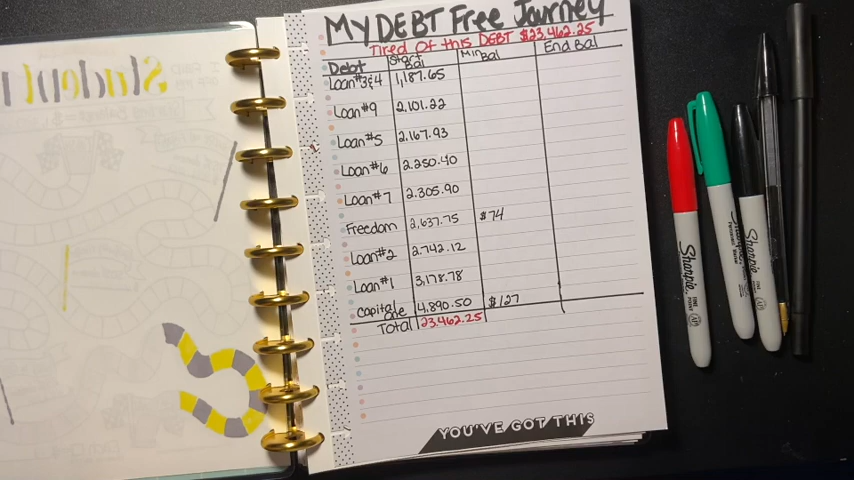 MY DEBT Free Journey
Tired Of this DEBT $23,462.25
Debt Start Bal Min Bal End Bal
Loan#3&4 1,187.65
Loan#9 2,101.22
Loan#5 2,167.93
Loan#6 2,250.40
Loan#7 2,305.90
Freedom 2,637.75 $74
Loan#2 2,742.12
Loan#1 3,178.78
Capital one 4,890.50 $127
Total 23,462.25
YOU'VE GOT THIS
Student
Sharpie
Sharpie